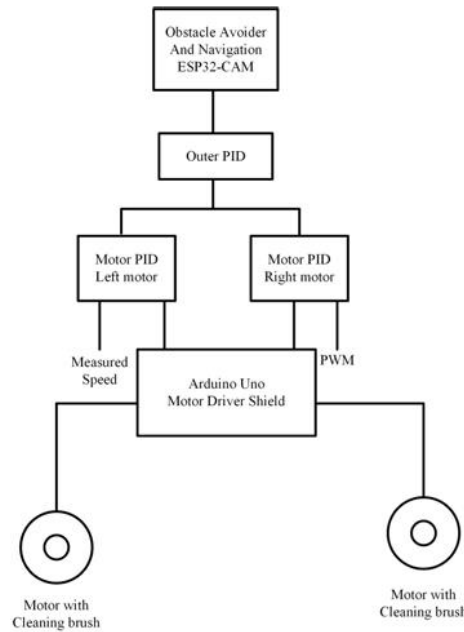 Obstacle Avoider
And Navigation
ESP32-CAM
Outer PID
Motor PID
Left motor
Motor PID
Right motor
Measured
Speed
PWM
Arduino Uno
Motor Driver Shield
Motor with
Cleaning brush
Motor with
Cleaning brush